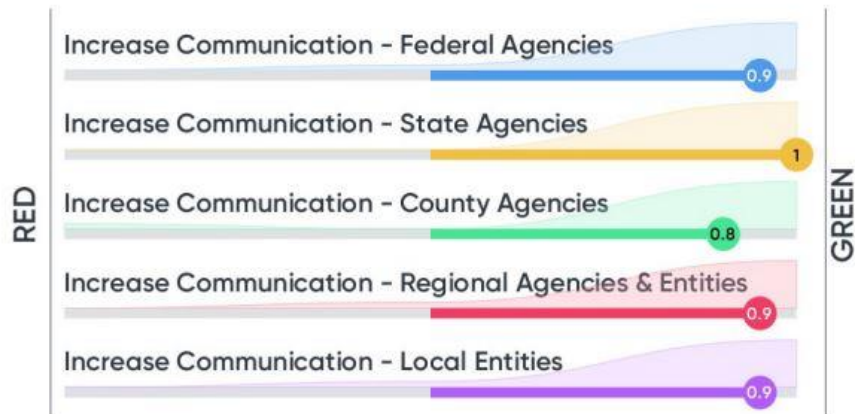 RED
Increase Communication - Federal Agencies
0.9
Increase Communication - State Agencies
1
Increase Communication - County Agencies
0.8
Increase Communication - Regional Agencies & Entities
0.9
Increase Communication - Local Entities
0.9
GREEN